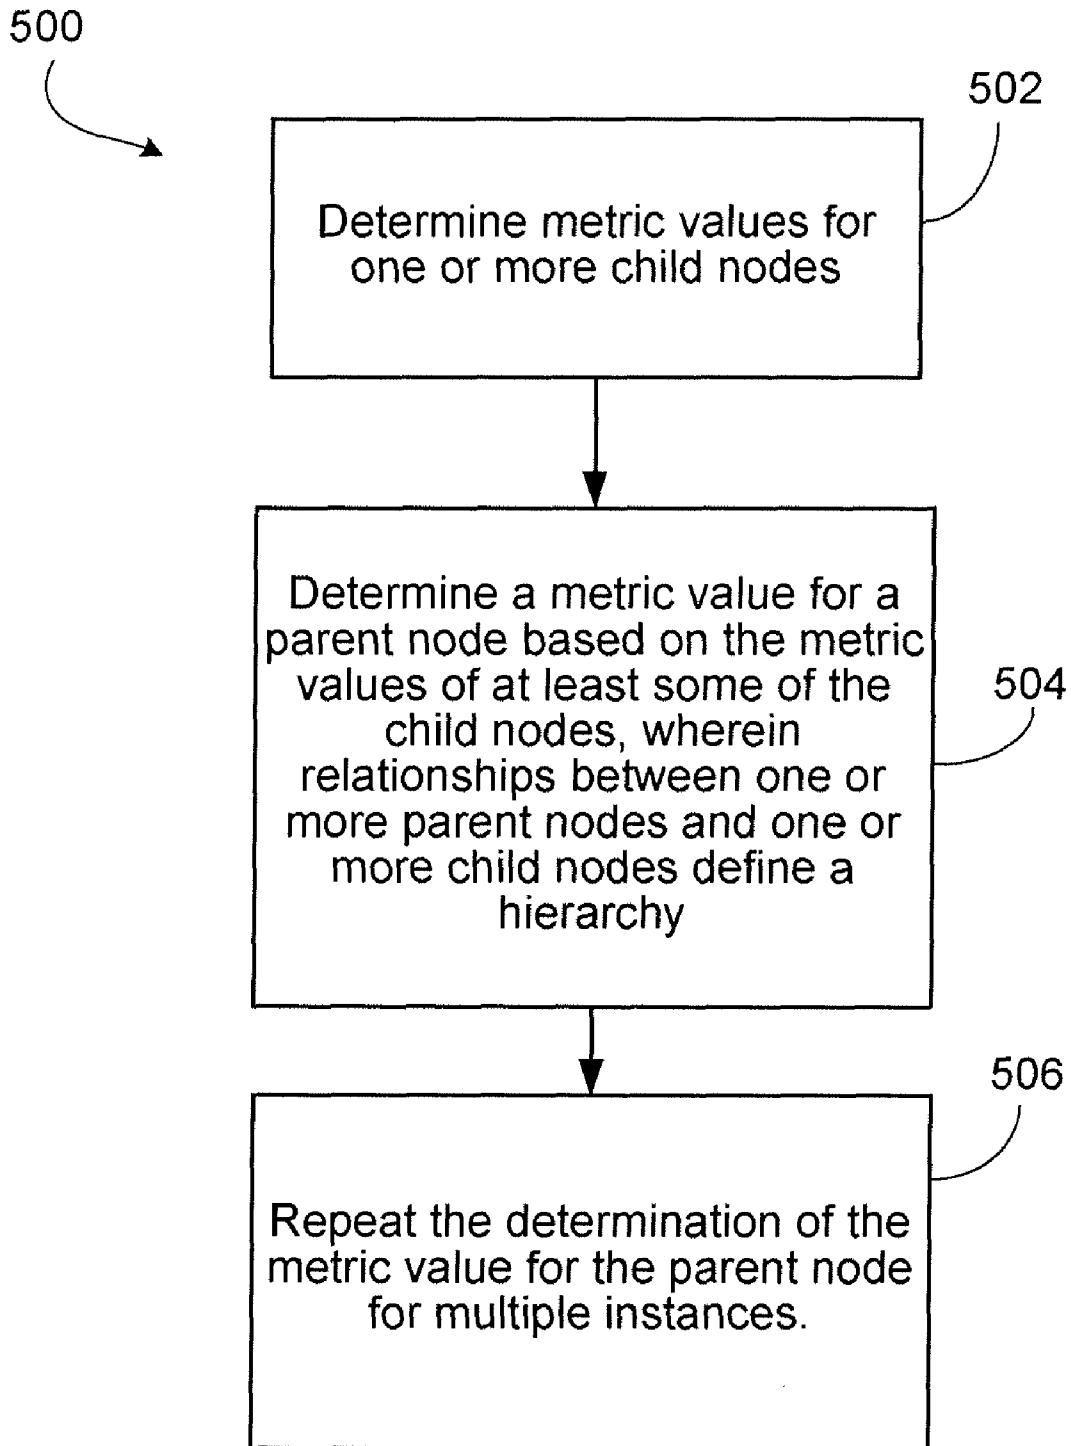 500
502
Determine metric values for
one or more child nodes
Determine a metric value for a
parent node based on the metric
values of at least some of the
child nodes, wherein
relationships between one or
more parent nodes and one or
more child nodes define a
hierarchy
504
506
Repeat the determination of the
metric value for the parent node
for multiple instances.